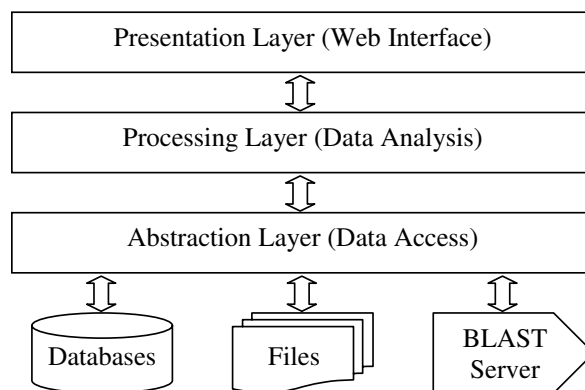 Presentation Layer (Web Interface)
Processing Layer (Data Analysis)
Abstraction Layer (Data Access)
Databases
Files
BLAST
Server